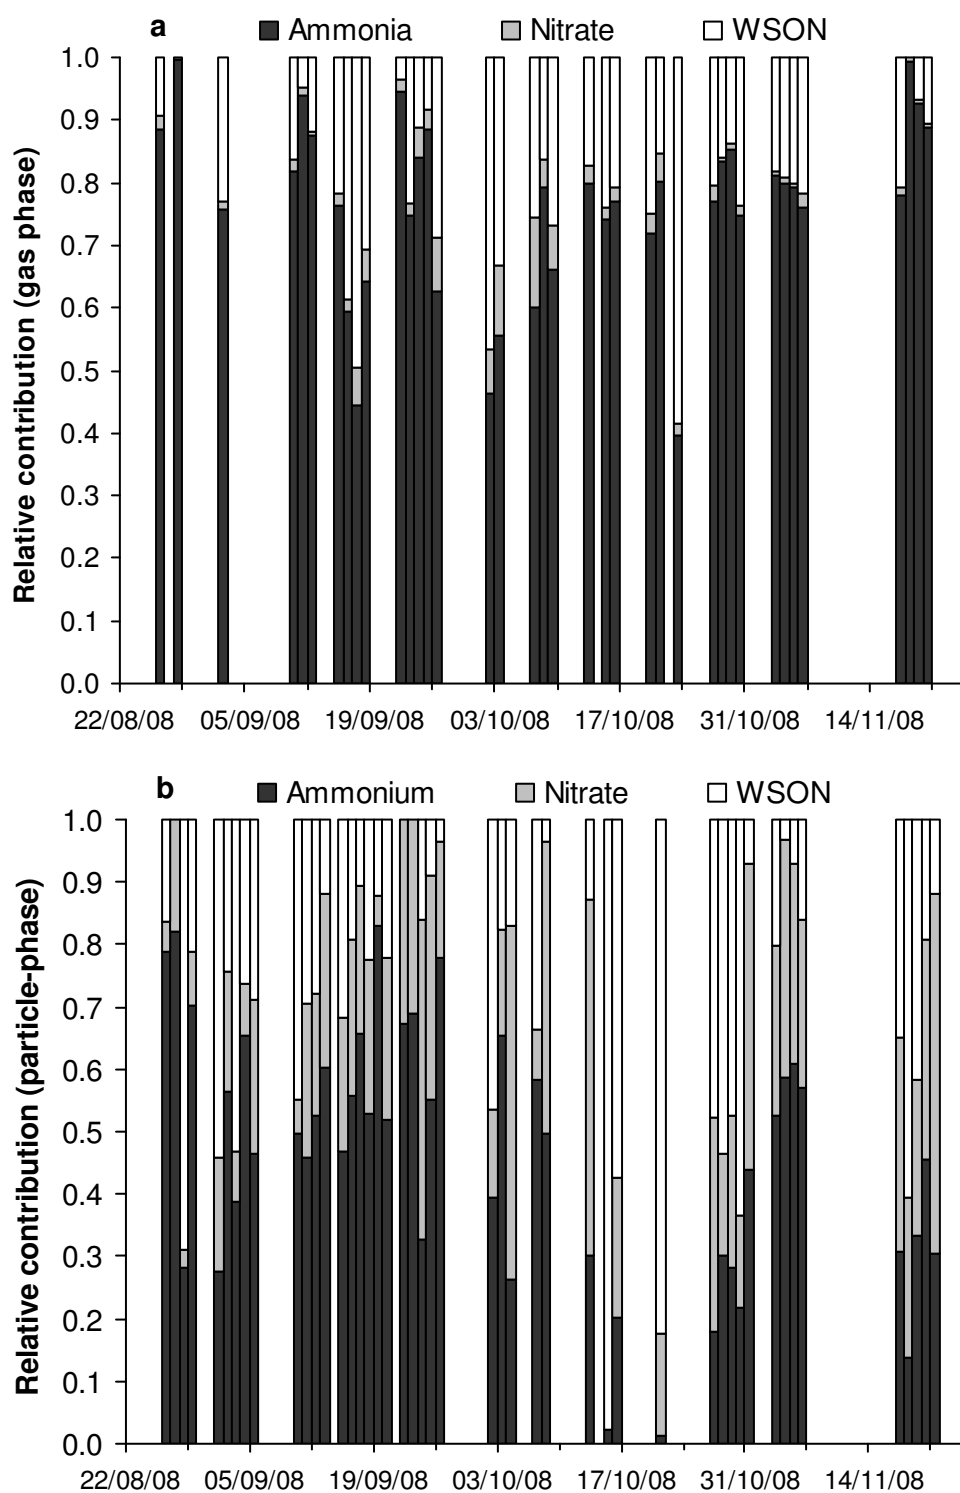 a
Ammonia Nitrate WSON
Relative contribution (gas phase)
1.0
0.9
0.8
0.7
0.6
0.5
0.4
0.3
0.2
0.1
0.0
22/08/08 05/09/08 19/09/08 03/10/08 17/10/08 31/10/08 14/11/08
b
Ammonium Nitrate WSON
Relative contribution (particle-phase)
1.0
0.9
0.8
0.7
0.6
0.5
0.4
0.3
0.2
0.1
0.0
22/08/08 05/09/08 19/09/08 03/10/08 17/10/08 31/10/08 14/11/08